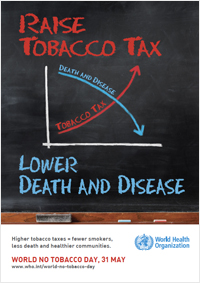 RAISE
TOBACCO TAX
DEATH AND DISEASE
TOBACCO TAX
LOWER
DEATH AND DISEASE
Higher tobacco taxes = fewer smokers,
less death and healthier communities.
WORLD NO TOBACCO DAY, 31 MAY
www.who.int/world-no-tobacco-day
World Health
Organization